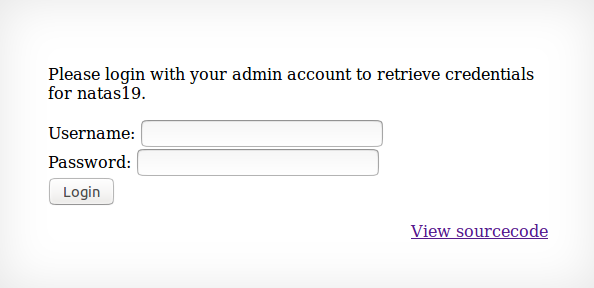 Please login with your admin account to retrieve credentials
for natas19.
Username:
Password:
Login
View sourcecode